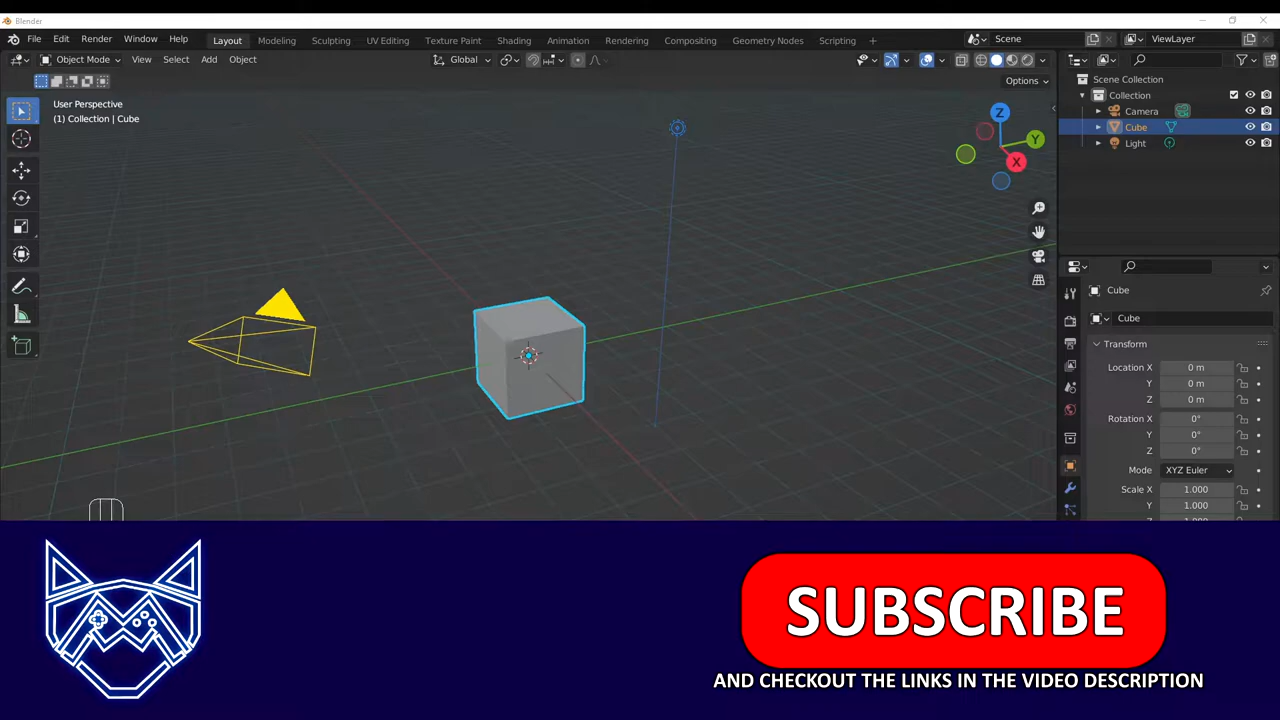 Blender
File Edit Render Window Help Layout Modeling Sculpting UV Editing Texture Paint Shading Animation Rendering Compositing Geometry Nodes Scripting + Scene ViewLayer
Object Mode View Select Add Object Global
Options
User Perspective
(1) Collection | Cube
Z
Y
X
Scene Collection
Collection
Camera
Cube
Light
Cube
Cube
Transform
Location X 0 m
Y 0 m
Z 0 m
Rotation X 0°
Y 0°
Z 0°
Mode XYZ Euler
Scale X 1.000
Y 1.000
SUBSCRIBE
AND CHECKOUT THE LINKS IN THE VIDEO DESCRIPTION